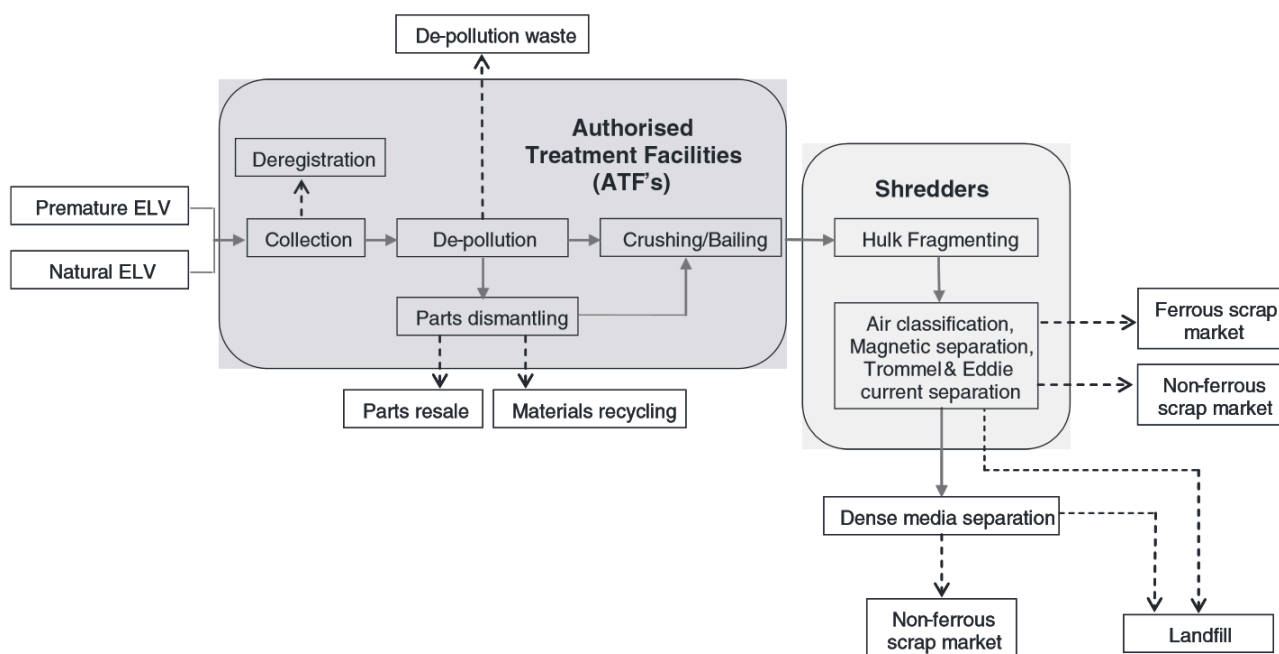 De-pollution waste
Authorised
Treatment Facilities
(ATF's)
Deregistration
Shredders
Premature ELV
Collection
De-pollution
Crushing/Bailing
Hulk Fragmenting
Natural ELV
Parts dismantling
Air classification,
Magnetic separation,
Trommel & Eddie
current separation
Ferrous scrap
market
Non-ferrous
scrap market
Parts resale
Materials recycling
Dense media separation
Non-ferrous
scrap market
Landfill